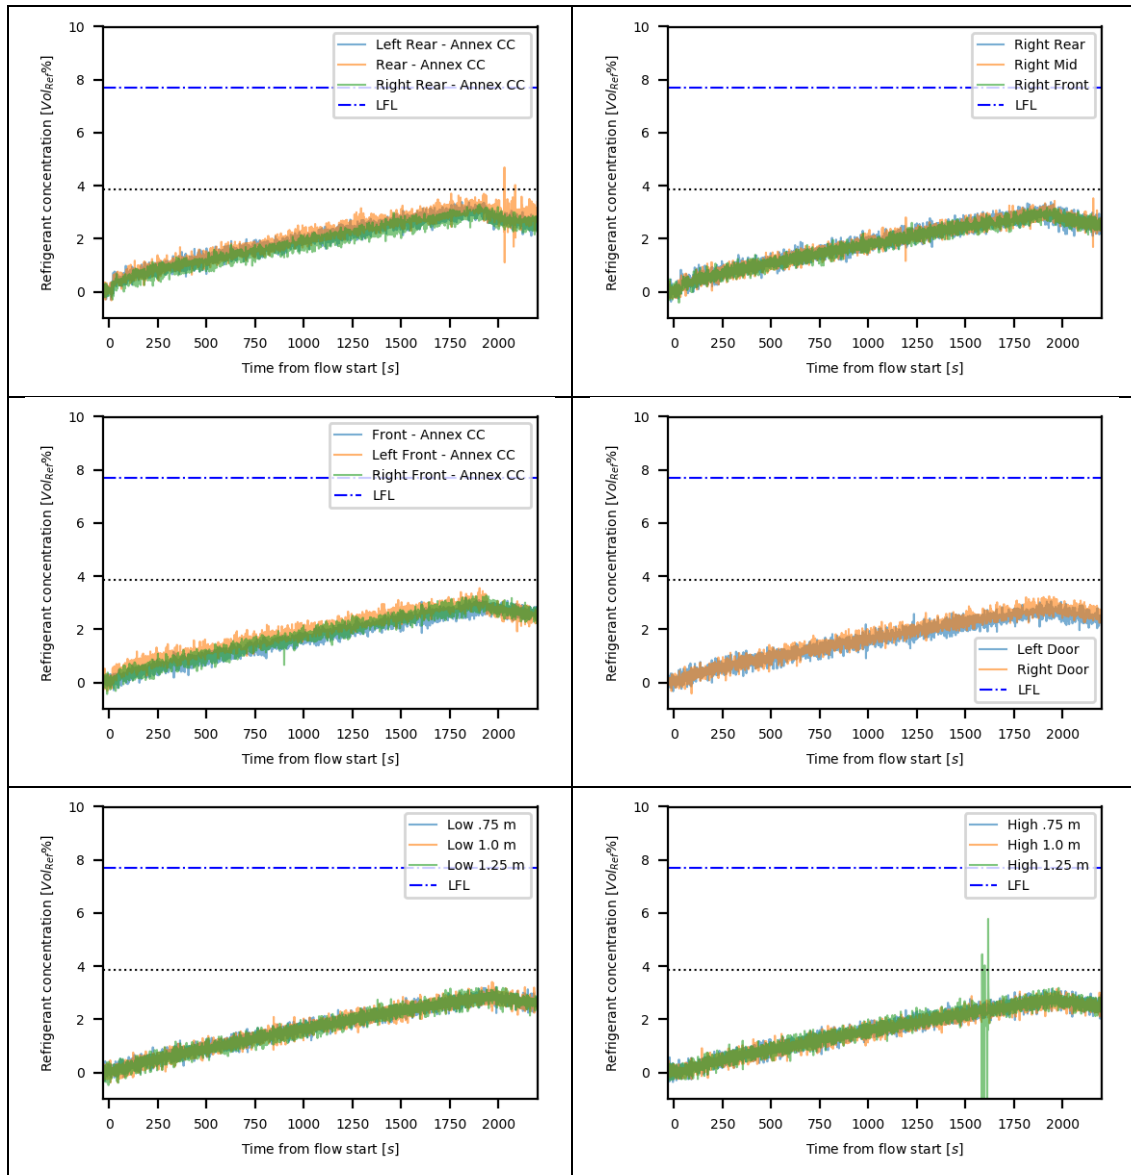 Refrigerant concentration [Vol_Ref%]
10
8
6
4
2
0
Left Rear - Annex CC
Rear - Annex CC
Right Rear - Annex CC
LFL
0 250 500 750 1000 1250 1500 1750 2000
Time from flow start [s]
Refrigerant concentration [Vol_Ref%]
10
8
6
4
2
0
Right Rear
Right Mid
Right Front
LFL
0 250 500 750 1000 1250 1500 1750 2000
Time from flow start [s]
Refrigerant concentration [Vol_Ref%]
10
8
6
4
2
0
Front - Annex CC
Left Front - Annex CC
Right Front - Annex CC
LFL
0 250 500 750 1000 1250 1500 1750 2000
Time from flow start [s]
Refrigerant concentration [Vol_Ref%]
10
8
6
4
2
0
Left Door
Right Door
LFL
0 250 500 750 1000 1250 1500 1750 2000
Time from flow start [s]
Refrigerant concentration [Vol_Ref%]
10
8
6
4
2
0
Low .75 m
Low 1.0 m
Low 1.25 m
LFL
0 250 500 750 1000 1250 1500 1750 2000
Time from flow start [s]
Refrigerant concentration [Vol_Ref%]
10
8
6
4
2
0
High .75 m
High 1.0 m
High 1.25 m
LFL
0 250 500 750 1000 1250 1500 1750 2000
Time from flow start [s]